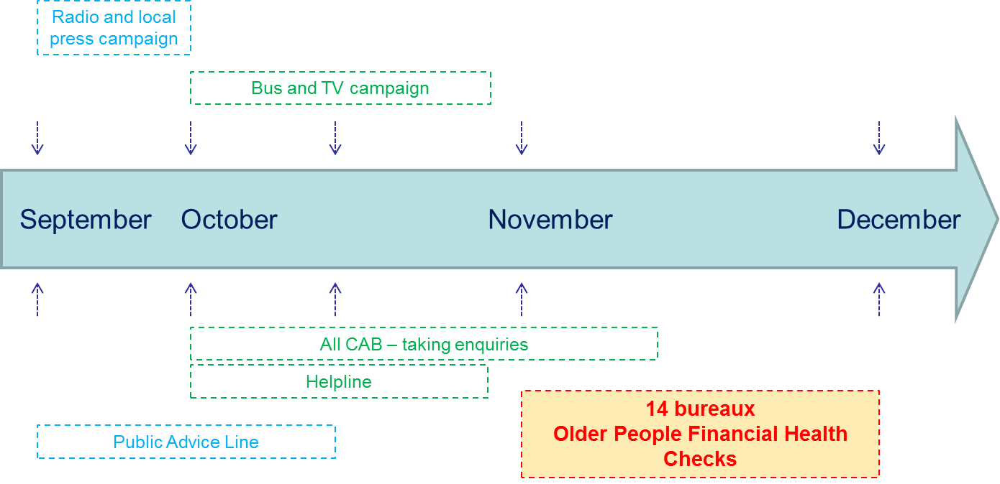 Radio and local
press campaign
Bus and TV campaign
September
October
November
December
All CAB – taking enquiries
Helpline
14 bureaux
Older People Financial Health
Checks
Public Advice Line